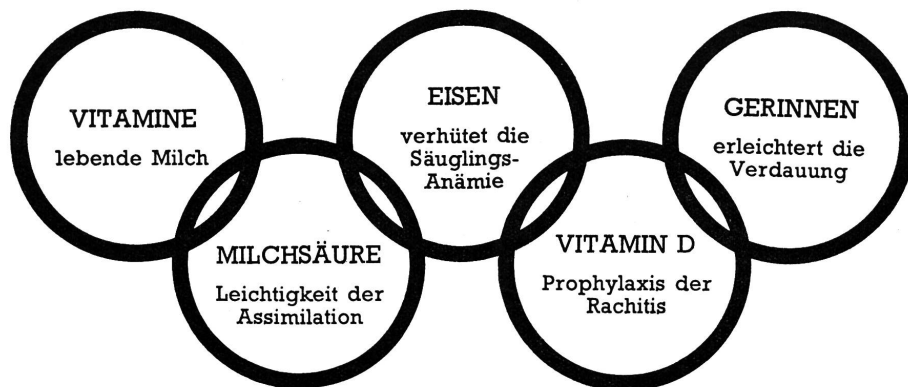 VITAMINE
lebende Milch
MILCHSÄURE
Leichtigkeit der
Assimilation
EISEN
verhütet die
Säuglings-
Anämie
VITAMIN D
Prophylaxis der
Rachitis
GERINNEN
erleichtert die
Verdauung